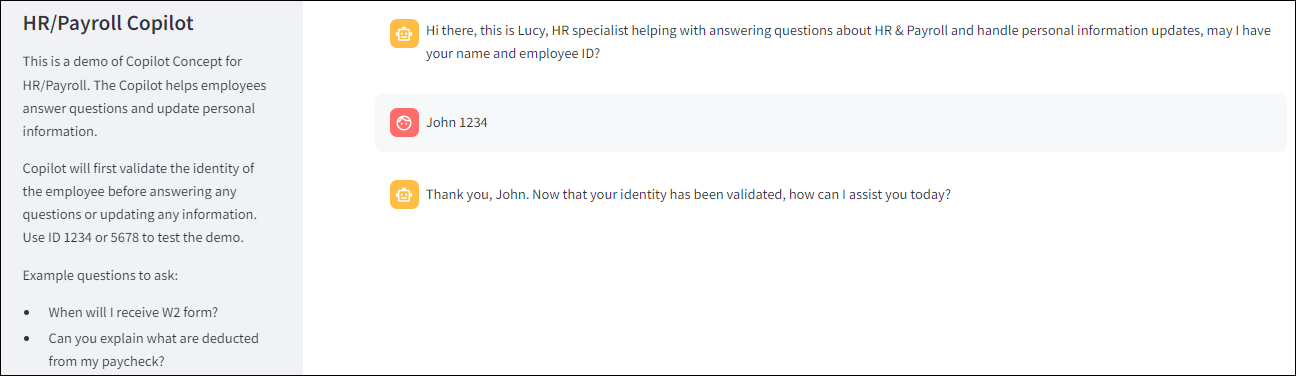 HR/Payroll Copilot
This is a demo of Copilot Concept for
HR/Payroll. The Copilot helps employees
answer questions and update personal
information.
Copilot will first validate the identity of
the employee before answering any
questions or updating any information.
Use ID 1234 or 5678 to test the demo.
Example questions to ask:
• When will I receive W2 form?
• Can you explain what are deducted
from my paycheck?
Hi there, this is Lucy, HR specialist helping with answering questions about HR & Payroll and handle personal information updates, may I have
your name and employee ID?
John 1234
Thank you, John. Now that your identity has been validated, how can I assist you today?